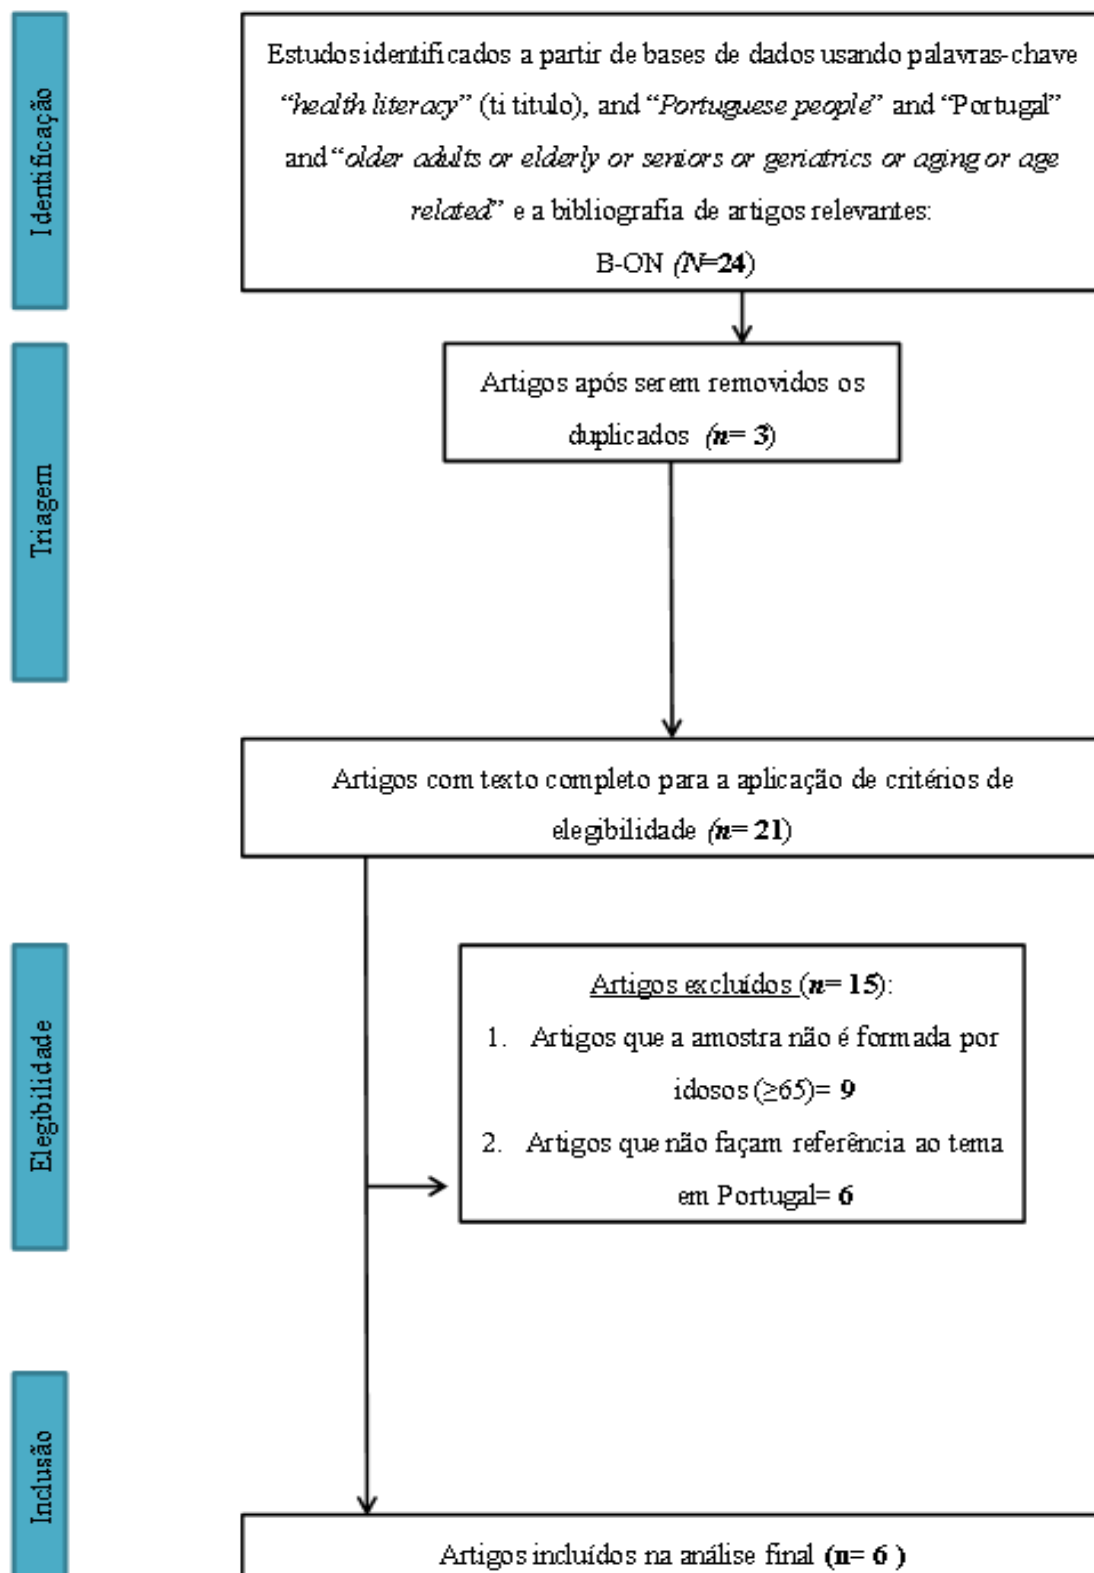 Identificação
Estudos identificados a partir de bases de dados usando palavras-chave
“health literacy” (ti titulo), and “Portuguese people” and “Portugal”
and “older adults or elderly or seniors or geriatrics or aging or age
related” e a bibliografia de artigos relevantes:
B-ON (N=24)
Triagem
Artigos após serem removidos os
duplicados (n= 3)
Artigos com texto completo para a aplicação de critérios de
elegibilidade (n= 21)
Elegibilidade
Artigos excluídos (n= 15):
1. Artigos que a amostra não é formada por
idosos (≥65)= 9
2. Artigos que não façam referência ao tema
em Portugal= 6
Inclusão
Artigos incluídos na análise final (n= 6 )